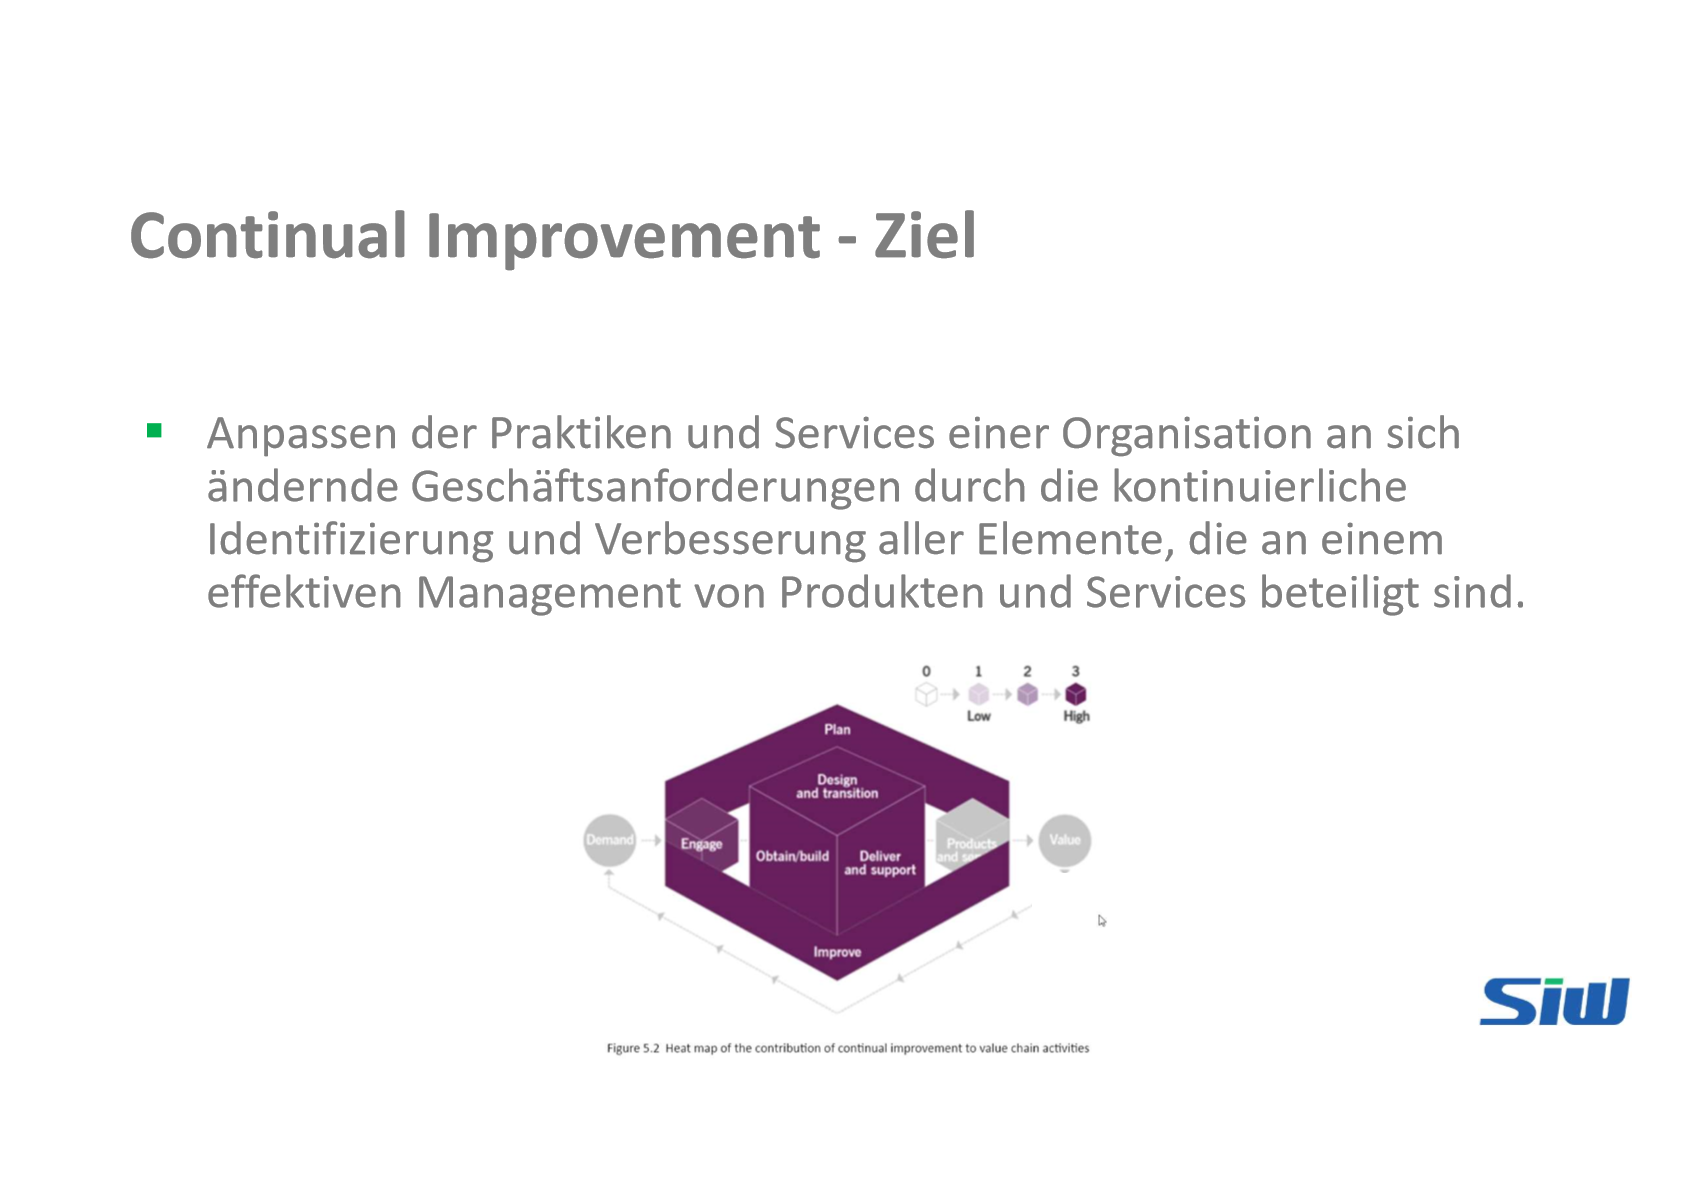 Continual Improvement - Ziel
Anpassen der Praktiken und Services einer Organisation an sich
ändernde Geschäftsanforderungen durch die kontinuierliche
Identifizierung und Verbesserung aller Elemente, die an einem
effektiven Management von Produkten und Services beteiligt sind.
0 1 2 3
Low High
Plan
Design
and transition
Demand
Engage
Obtain/build
Deliver
and support
Products
and
Value
Improve
Siw
Figure 5.2 Heat map of the contribution of continual improvement to value chain activities